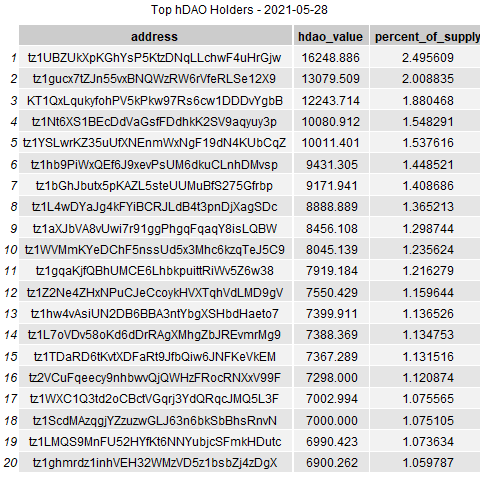 Top hDAO Holders - 2021-05-28
address hdao_value percent_of_supply
1 tz1UBZUkXpKGhYsP5KtzDNqLLchwF4uHrGjw 16248.886 2.495609
2 tz1gucx7tZJn55vxBNQWzRW6rVfeRLSe12X9 13079.509 2.008835
3 KT1QxLqukyfohPV5kPkw97Rs6cw1DDDvYgbB 12243.714 1.880468
4 tz1Nt6XS1BEcDdVaGsfFDdhkK2SV9aqyuy3p 10080.912 1.548291
5 tz1YSLwrKZ35uUfXNEnmWxNgF19dN4KUbCqZ 10011.401 1.537616
6 tz1hb9PiWxQEf6J9xevPsUM6dkuCLnhDMvsp 9431.305 1.448521
7 tz1bGhJbutx5pKAZL5steUUMuBfS275Gfrbp 9171.941 1.408686
8 tz1L4wDYaJg4kFYiBCRJLdB4t3pnDjXagSDc 8888.889 1.365213
9 tz1aXJbVA8vUwi7r91ggPhgqFqaqY8isLQBW 8456.108 1.298744
10 tz1WVMmKYeDChF5nssUd5x3Mhc6kzqTeJ5C9 8045.139 1.235624
11 tz1gqaKjfQBhUMCE6LhbkpuittRiWv5Z6w38 7919.184 1.216279
12 tz1Z2Ne4ZHxNPuCJeCcoykHVXTqhVdLMD9gV 7550.429 1.159644
13 tz1hw4vAsiUN2DB6BBA3ntYbgXSHbdHaeto7 7399.911 1.136526
14 tz1L7oVDv58oKd6dDrRAgXMhgZbJREvmrMg9 7388.369 1.134753
15 tz1TDaRD6tKvtXDFaRt9JfbQiw6JNFKeVkEM 7367.289 1.131516
16 tz2VCuFqeecy9nhbwvQjQWHzFRocRNXxV99F 7298.000 1.120874
17 tz1WXC1Q3td2oCBctVGqrj3YdQRqcJMQ5L3F 7002.994 1.075565
18 tz1ScdMAzqgjYZzuzwGLJ63n6bkSbBhsRnvN 7000.000 1.075105
19 tz1LMQS9MnFU52HYfKt6NNYubjcSFmkHDutc 6990.423 1.073634
20 tz1ghmrdz1inhVEH32WMzVD5z1bsbZj4zDgX 6900.262 1.059787